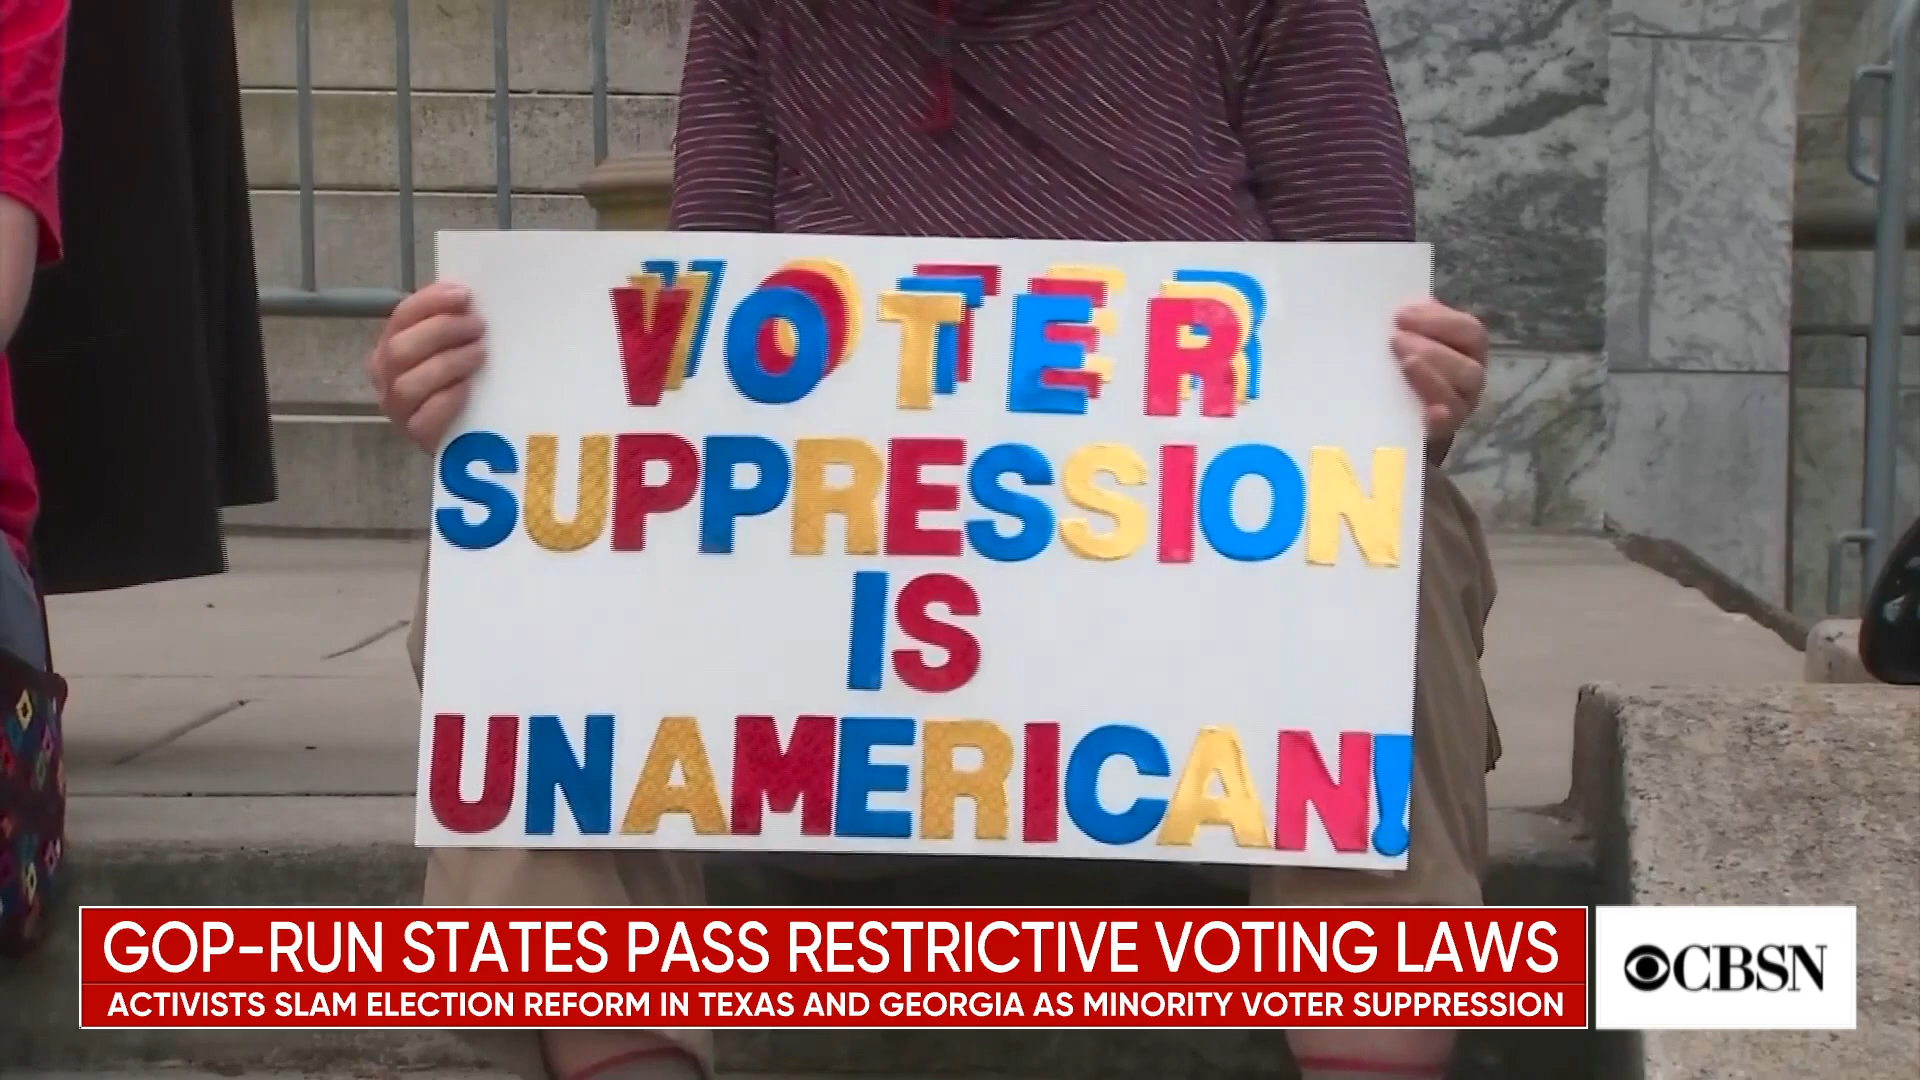 VOTER
SUPPRESSION
IS
UNAMERICAN!
GOP-RUN STATES PASS RESTRICTIVE VOTING LAWS
ACTIVISTS SLAM ELECTION REFORM IN TEXAS AND GEORGIA AS MINORITY VOTER SUPPRESSION
CBSN